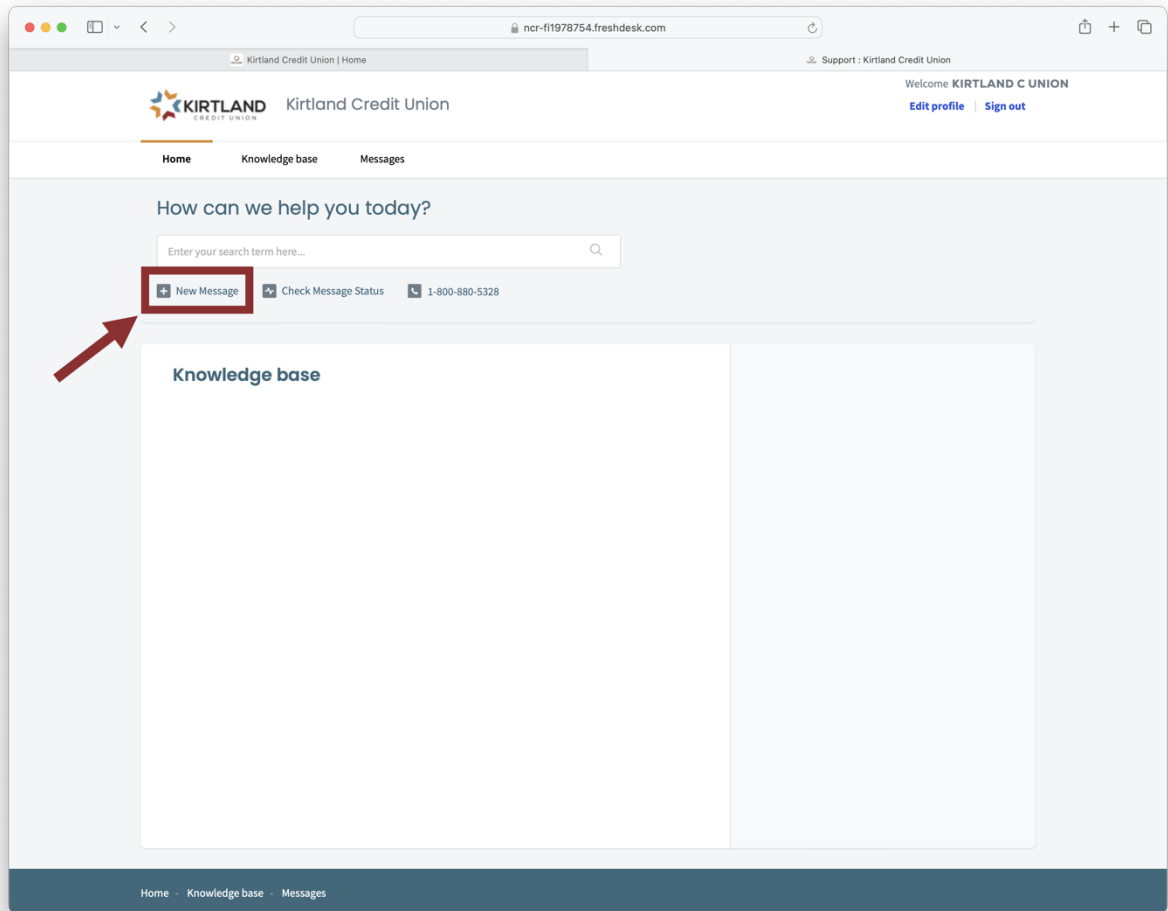 ncr-fi1978754.freshdesk.com
Kirtland Credit Union | Home
Support : Kirtland Credit Union
Welcome KIRTLAND C UNION
Edit profile | Sign out
KIRTLAND
CREDIT UNION
Kirtland Credit Union
Home Knowledge base Messages
How can we help you today?
Enter your search term here...
New Message Check Message Status 1-800-880-5328
Knowledge base
Home - Knowledge base - Messages